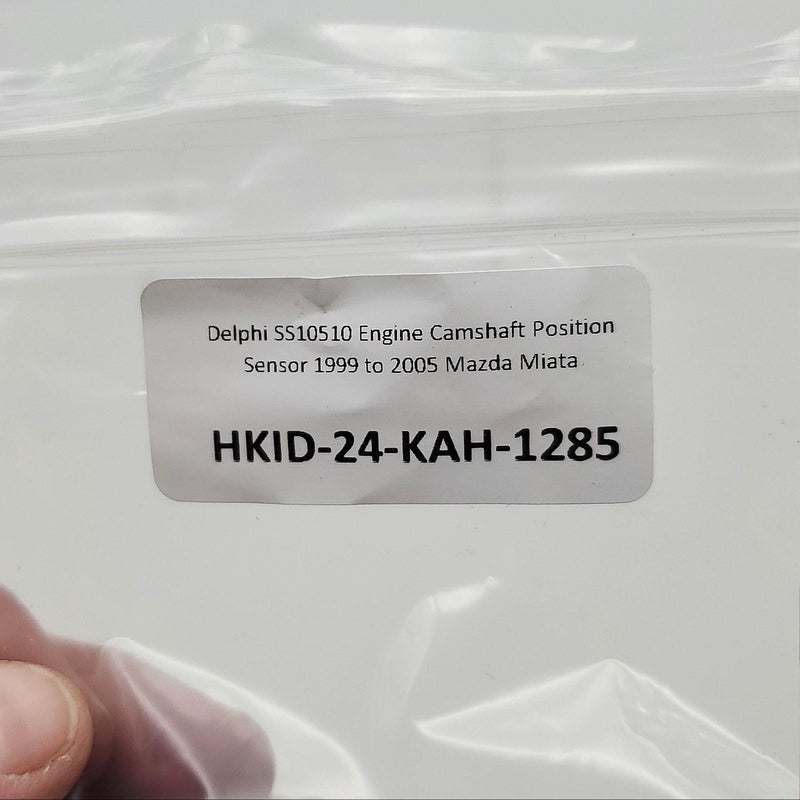 Delphi SS10510 Engine Camshaft Position
Sensor 1999 to 2005 Mazda Miata
HKID-24-KAH-1285